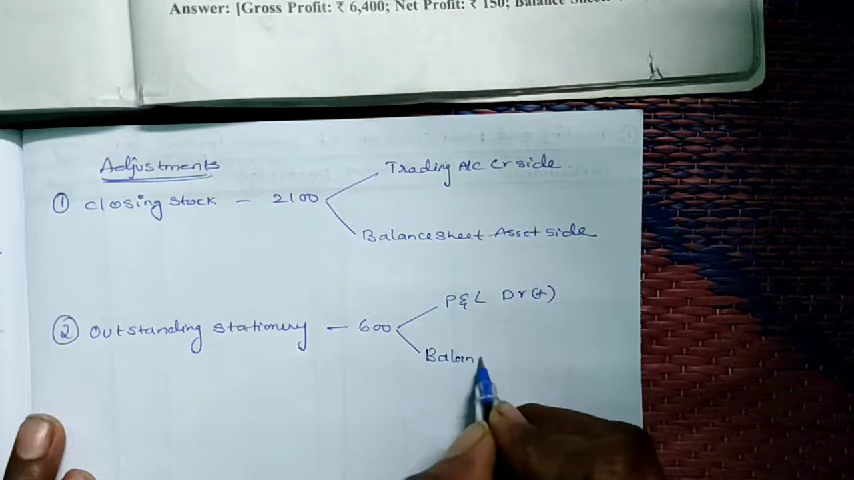 Answer: [Gross Profit: ₹ 6,400; Net Profit: ₹ 150; Balance
Adjustments
① Closing stock - 2100
Trading A/c Cr side.
Balancesheet Asset side
② Outstanding stationery - 600
P&L Dr (+)
Balan